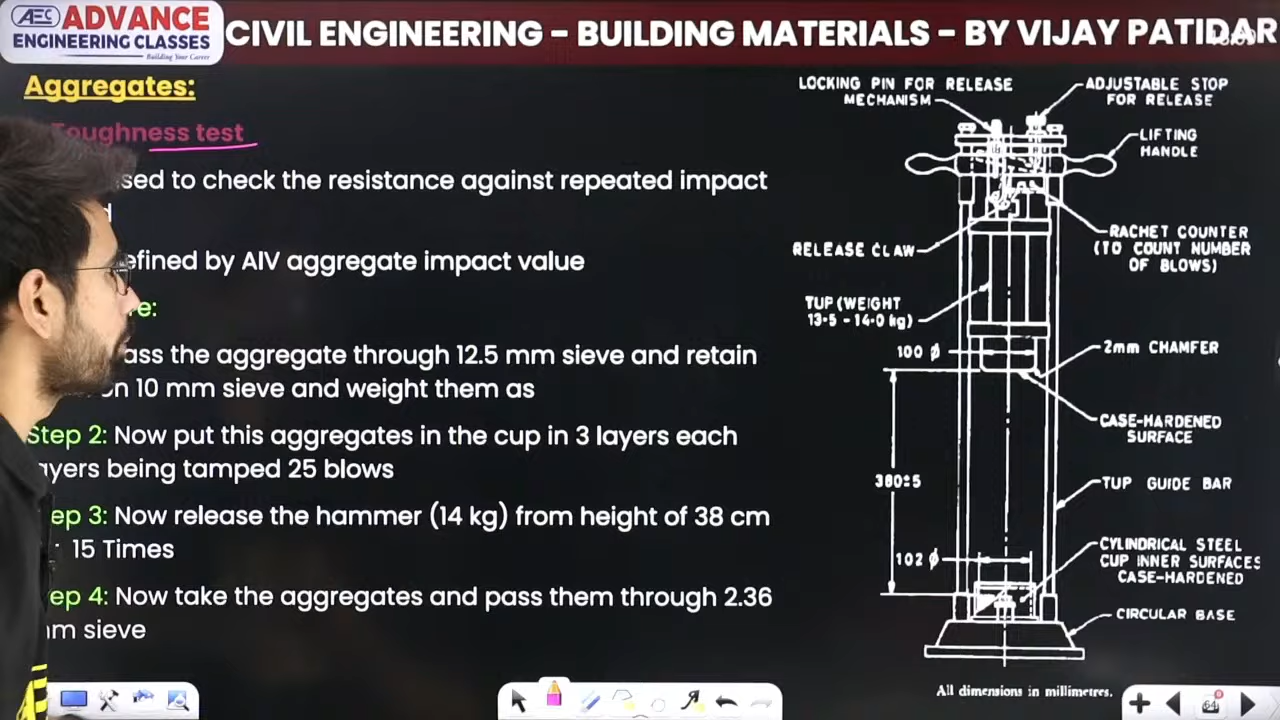 AEC ADVANCE
ENGINEERING CLASSES
Building Your Career
CIVIL ENGINEERING – BUILDING MATERIALS – BY VIJAY PATIDAR
Aggregates:
Toughness test
sed to check the resistance against repeated impact
d
efined by AIV aggregate impact value
re:
ass the aggregate through 12.5 mm sieve and retain
on 10 mm sieve and weight them as
Step 2: Now put this aggregates in the cup in 3 layers each
ayers being tamped 25 blows
ep 3: Now release the hammer (14 kg) from height of 38 cm
15 Times
ep 4: Now take the aggregates and pass them through 2.36
mm sieve
LOCKING PIN FOR RELEASE
MECHANISM
ADJUSTABLE STOP
FOR RELEASE
LIFTING
HANDLE
RACHET COUNTER
(TO COUNT NUMBER
OF BLOWS)
RELEASE CLAW
TUP (WEIGHT
13·5 – 14·0 kg)
100 ϕ
2mm CHAMFER
CASE-HARDENED
SURFACE
380±5
TUP GUIDE BAR
CYLINDRICAL STEEL
CUP INNER SURFACES
CASE-HARDENED
102 ϕ
CIRCULAR BASE
All dimensions in millimetres.
64